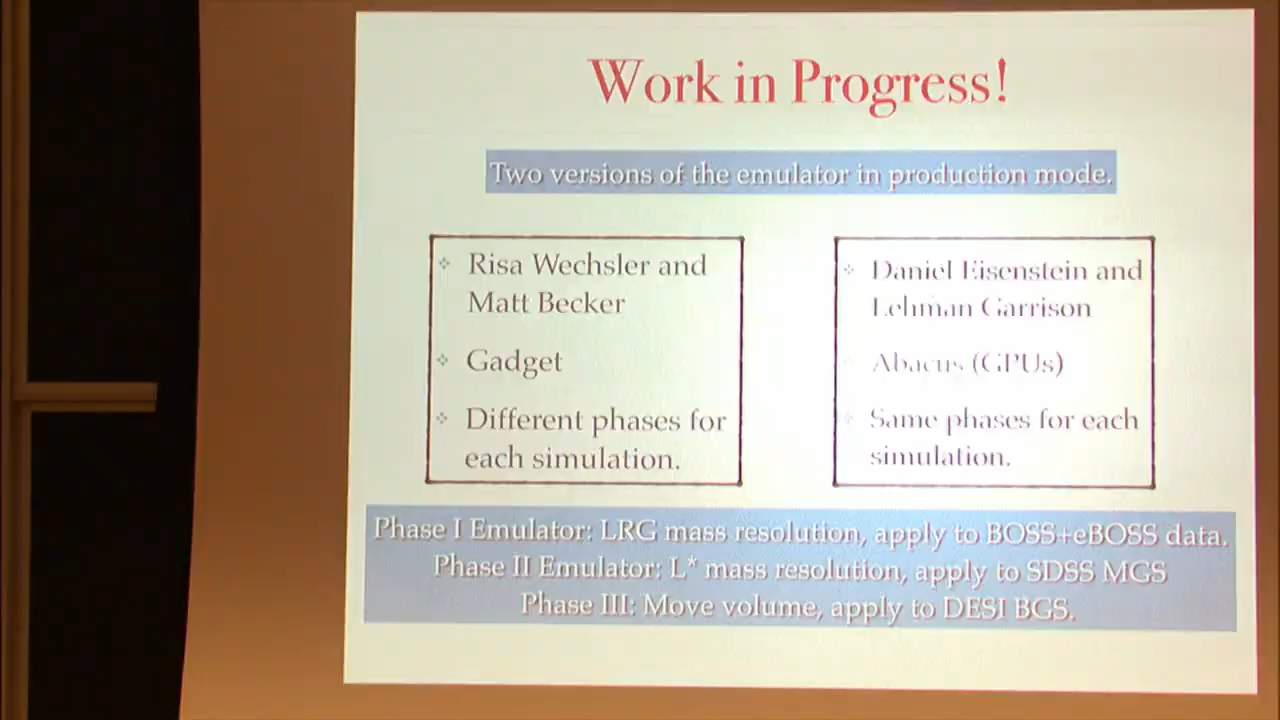 Work in Progress!
Two versions of the emulator in production mode.
Risa Wechsler and
Matt Becker
Gadget
Different phases for
each simulation.
Daniel Eisenstein and
Lehman Garrison
Abacus (GPUs)
Same phases for each
simulation.
Phase I Emulator: LRG mass resolution, apply to BOSS+eBOSS data.
Phase II Emulator: L* mass resolution, apply to SDSS MGS
Phase III: Move volume, apply to DESI BGS.